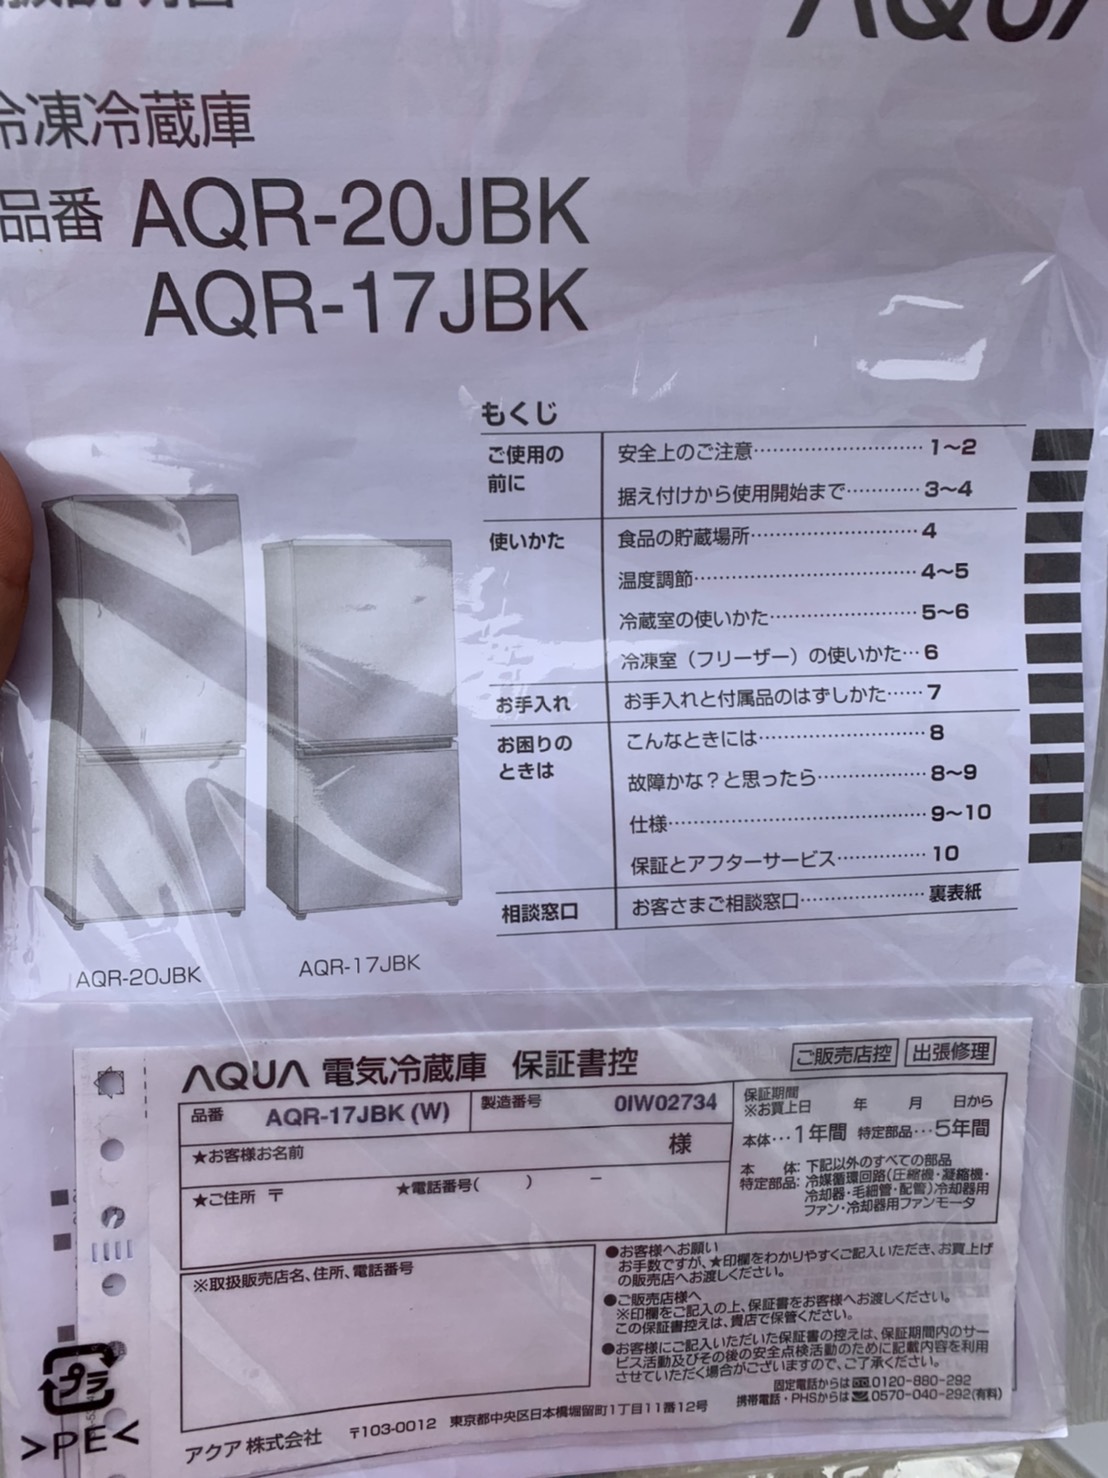 取扱説明書
AQUA
冷凍冷蔵庫
品番 AQR-20JBK
AQR-17JBK
もくじ
ご使用の前に
安全上のご注意 1~2
据え付けから使用開始まで 3~4
使いかた
食品の貯蔵場所 4
温度調節 4~5
冷蔵室の使いかた 5~6
冷凍室（フリーザー）の使いかた 6
お手入れ
お手入れと付属品のはずしかた 7
お困りのときは
こんなときには 8
故障かな？と思ったら 8~9
仕様 9~10
保証とアフターサービス 10
相談窓口
お客さまご相談窓口 裏表紙
AQR-20JBK
AQR-17JBK
AQUA 電気冷蔵庫 保証書控
ご販売店控 出張修理
品番 AQR-17JBK (W)
製造番号 0IW02734
保証期間
※お買上日 年 月 日から
本体…1年間 特定部品…5年間
本 体: 下記以外のすべての部品
特定部品: 冷媒循環回路(圧縮機・凝縮機・
冷却器・毛細管・配管)冷却器用
ファン・冷却器用ファンモータ
★お客様お名前 様
★ご住所 〒 ★電話番号( ) －
※取扱販売店名、住所、電話番号
●お客様へお願い
お手数ですが、★印欄をわかりやすくご記入いただき、お買上げ
の販売店へお渡しください。
●ご販売店様へ
※印欄をご記入の上、保証書をお客様へお渡しください。
この保証書控えは、貴店で保管ください。
●お客様にご記入いただいた保証書の控えは、保証期間内のサー
ビス活動及びその後の安全点検活動のために記載内容を利用
させていただく場合がございますので、ご了承ください。
固定電話からは 0120-880-292
携帯電話・PHSからは 0570-040-292(有料)
アクア 株式会社 〒103-0012 東京都中央区日本橋堀留町1丁目11番12号
プラ
>PE<